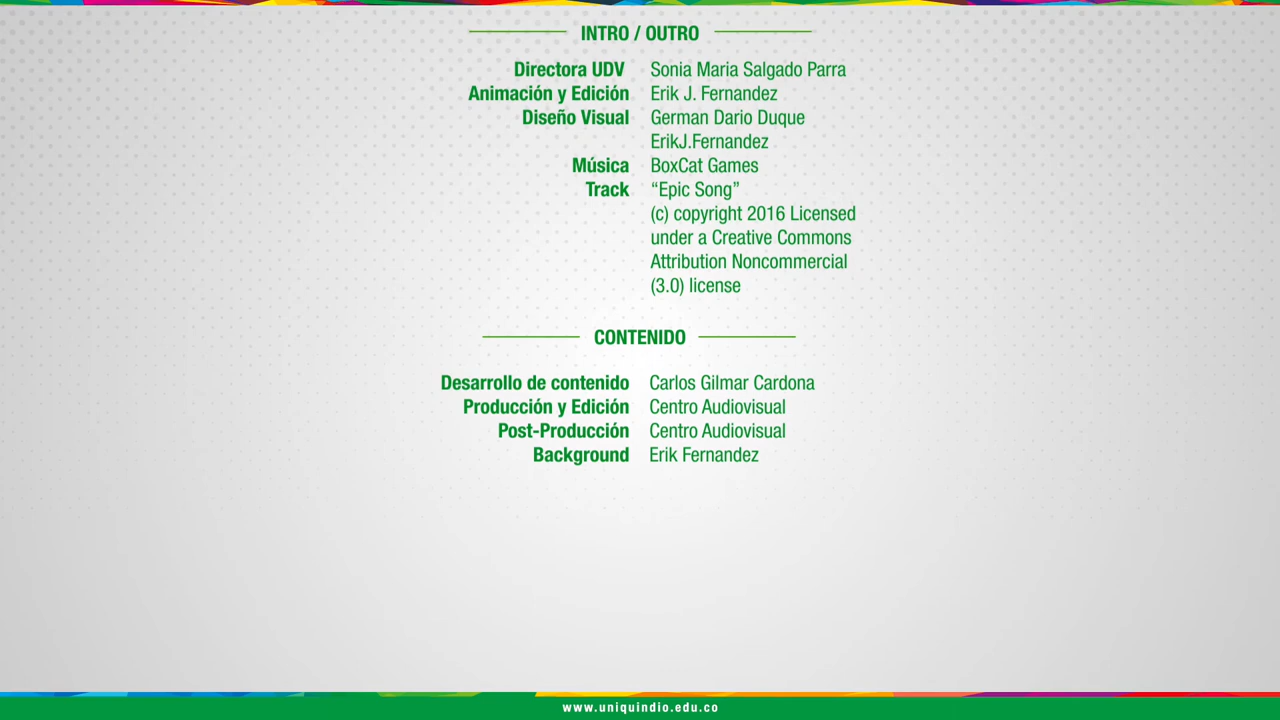 INTRO / OUTRO
Directora UDV Sonia Maria Salgado Parra
Animación y Edición Erik J. Fernandez
Diseño Visual German Dario Duque
ErikJ.Fernandez
Música BoxCat Games
Track “Epic Song”
(c) copyright 2016 Licensed
under a Creative Commons
Attribution Noncommercial
(3.0) license
CONTENIDO
Desarrollo de contenido Carlos Gilmar Cardona
Producción y Edición Centro Audiovisual
Post-Producción Centro Audiovisual
Background Erik Fernandez
www.uniquindio.edu.co